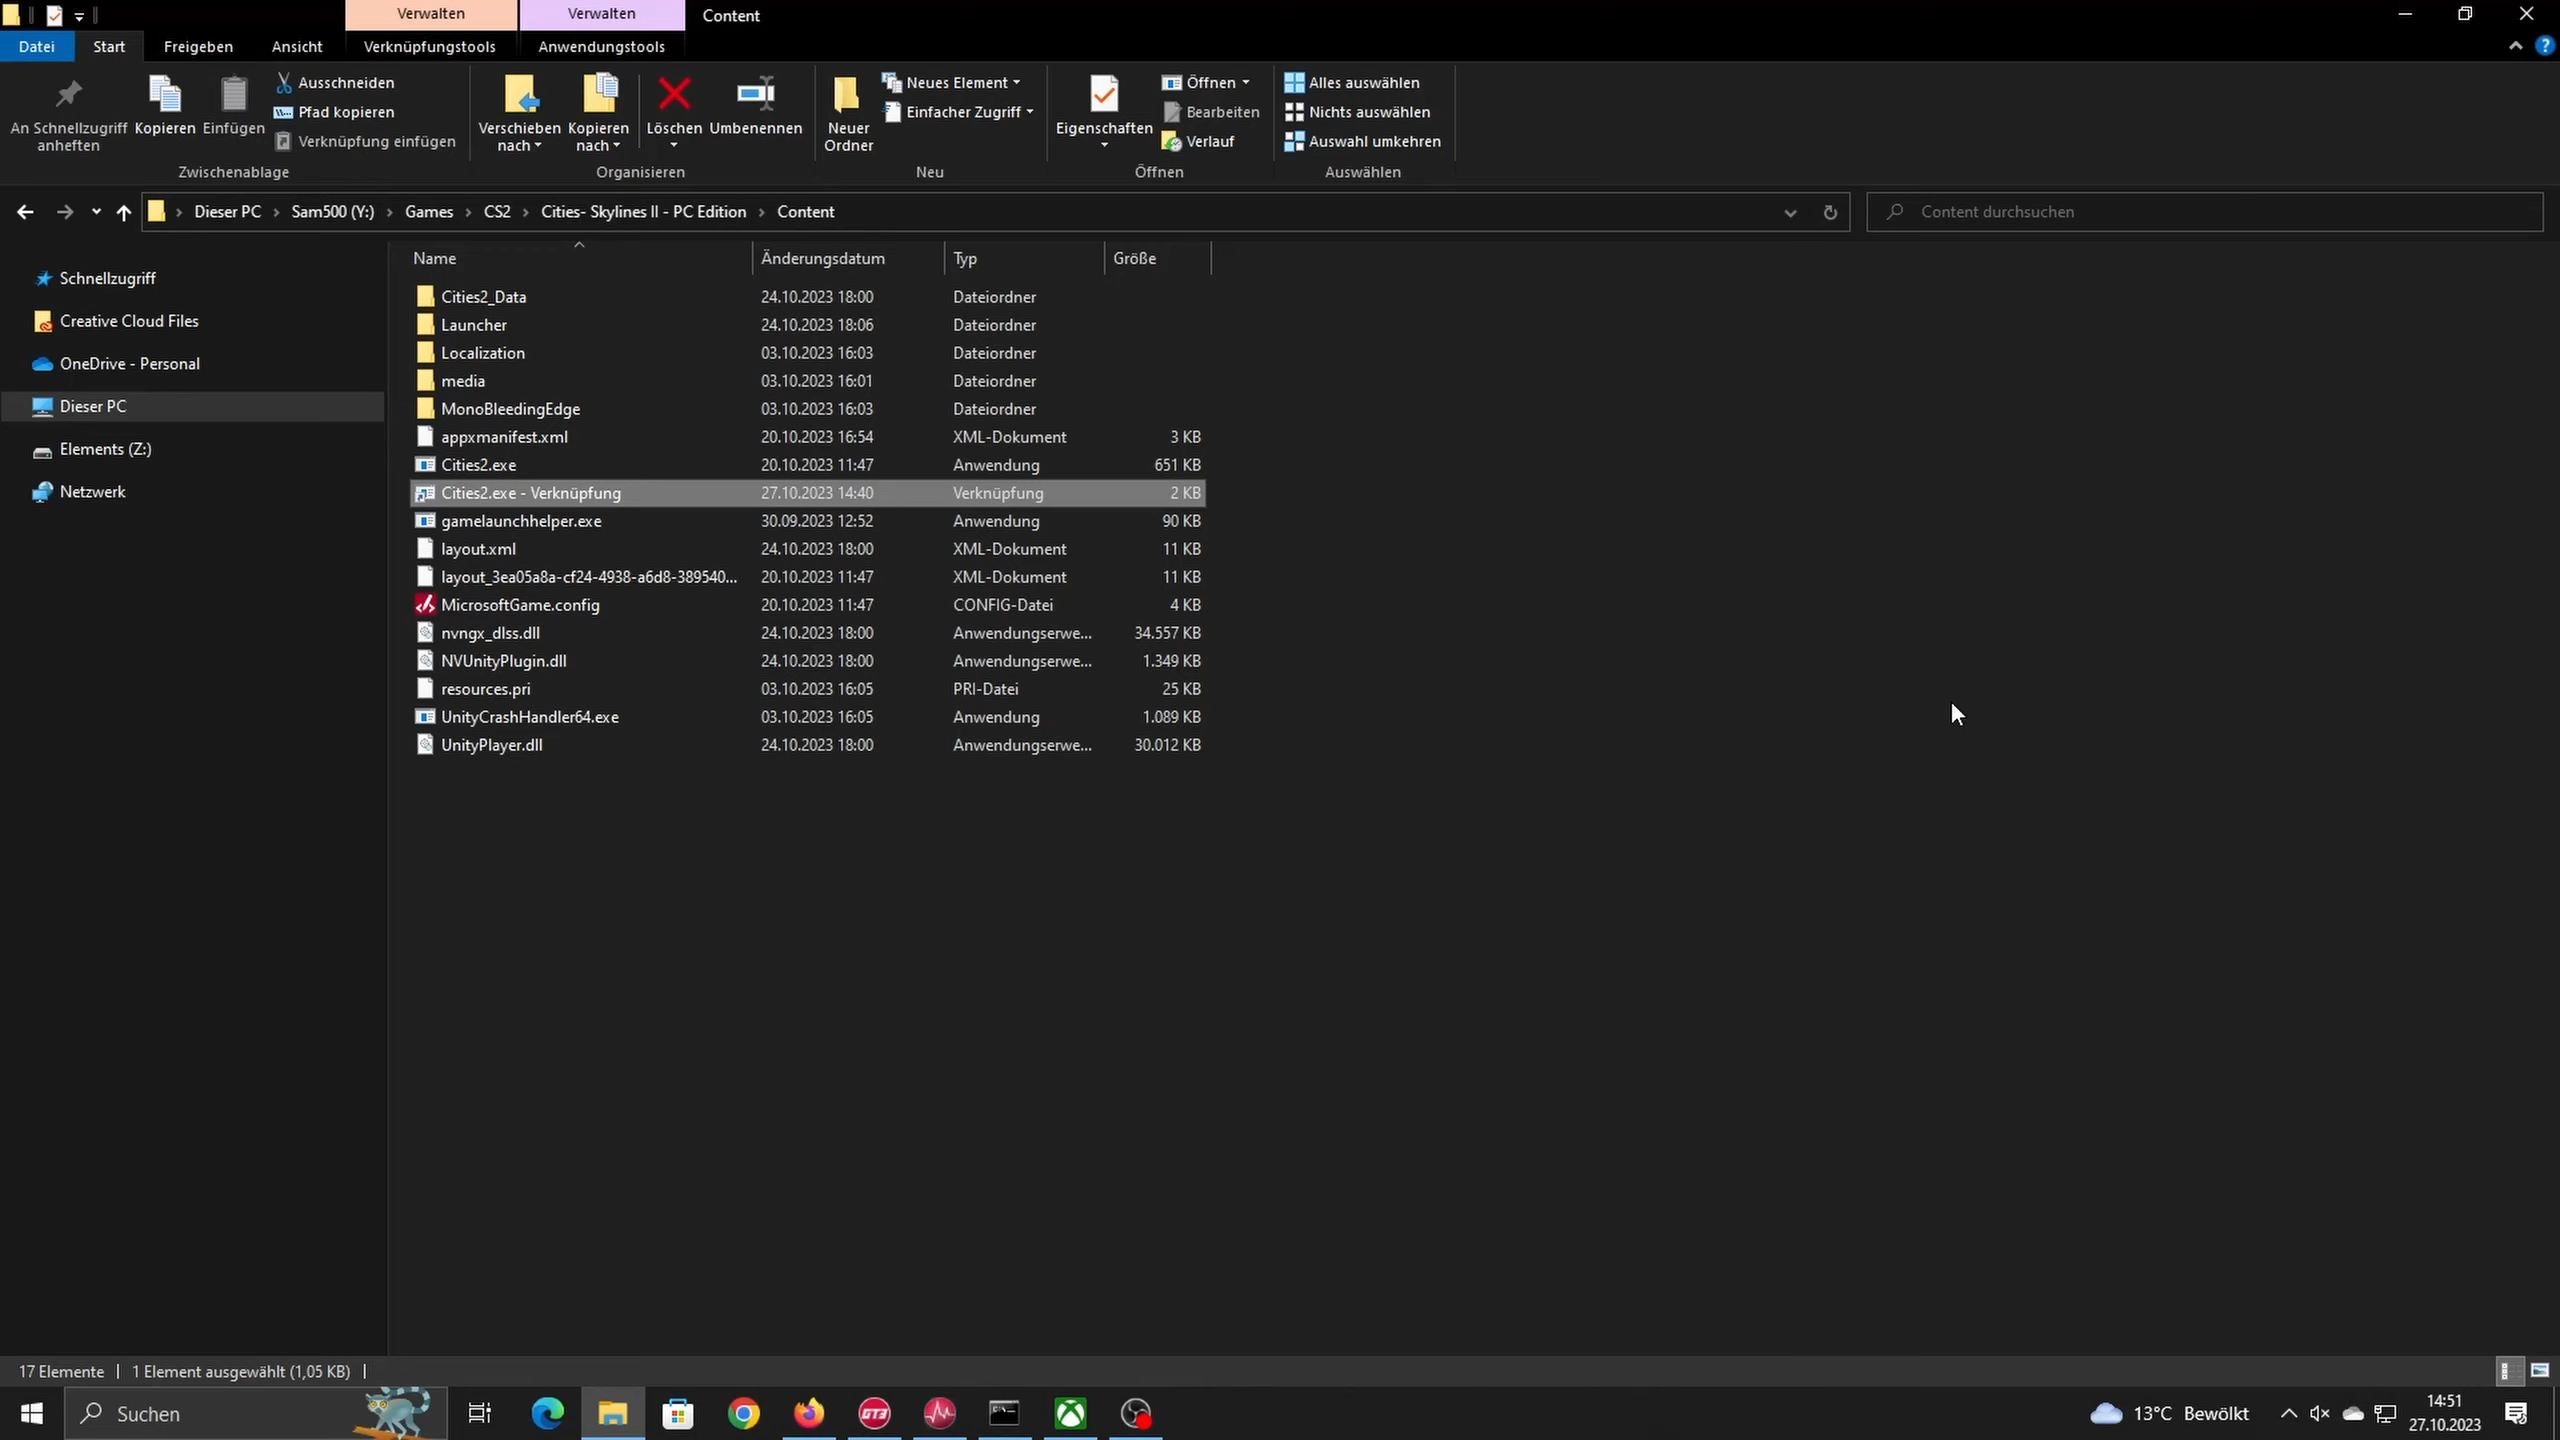 Verwalten
Verwalten
Content
Datei
Start
Freigeben
Ansicht
Verknüpfungstools
Anwendungstools
An Schnellzugriff
anheften
Kopieren
Einfügen
Ausschneiden
Pfad kopieren
Verknüpfung einfügen
Zwischenablage
Verschieben
nach
Kopieren
nach
Löschen
Umbenennen
Organisieren
Neuer
Ordner
Neues Element
Einfacher Zugriff
Neu
Eigenschaften
Öffnen
Bearbeiten
Verlauf
Öffnen
Alles auswählen
Nichts auswählen
Auswahl umkehren
Auswählen
Dieser PC > Sam500 (Y:) > Games > CS2 > Cities- Skylines II - PC Edition > Content
Content durchsuchen
Schnellzugriff
Creative Cloud Files
OneDrive - Personal
Dieser PC
Elements (Z:)
Netzwerk
Name Änderungsdatum Typ Größe
Cities2_Data 24.10.2023 18:00 Dateiordner
Launcher 24.10.2023 18:06 Dateiordner
Localization 03.10.2023 16:03 Dateiordner
media 03.10.2023 16:01 Dateiordner
MonoBleedingEdge 03.10.2023 16:03 Dateiordner
appxmanifest.xml 20.10.2023 16:54 XML-Dokument 3 KB
Cities2.exe 20.10.2023 11:47 Anwendung 651 KB
Cities2.exe - Verknüpfung 27.10.2023 14:40 Verknüpfung 2 KB
gamelaunchhelper.exe 30.09.2023 12:52 Anwendung 90 KB
layout.xml 24.10.2023 18:00 XML-Dokument 11 KB
layout_3ea05a8a-cf24-4938-a6d8-389540... 20.10.2023 11:47 XML-Dokument 11 KB
MicrosoftGame.config 20.10.2023 11:47 CONFIG-Datei 4 KB
nvngx_dlss.dll 24.10.2023 18:00 Anwendungserwe... 34.557 KB
NVUnityPlugin.dll 24.10.2023 18:00 Anwendungserwe... 1.349 KB
resources.pri 03.10.2023 16:05 PRI-Datei 25 KB
UnityCrashHandler64.exe 03.10.2023 16:05 Anwendung 1.089 KB
UnityPlayer.dll 24.10.2023 18:00 Anwendungserwe... 30.012 KB
17 Elemente
1 Element ausgewählt (1,05 KB)
Suchen
GT3
13°C Bewölkt
14:51
27.10.2023